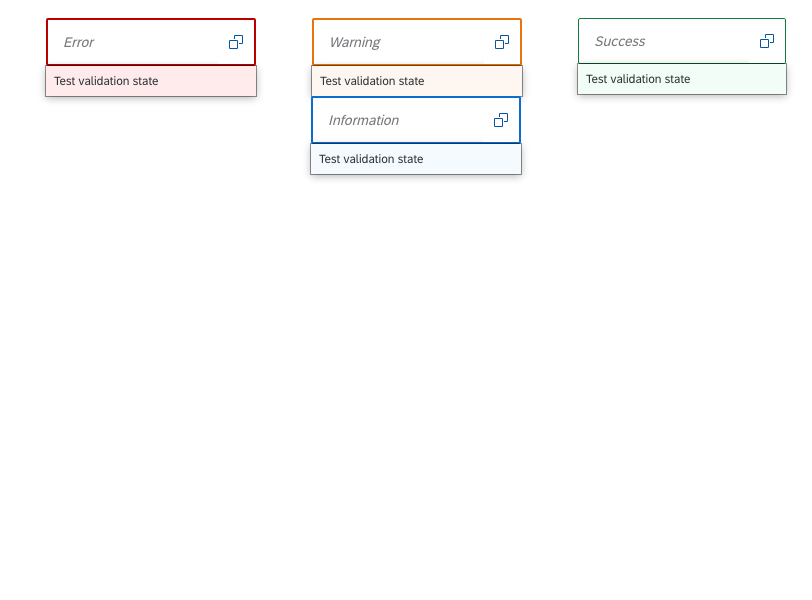 Error
Test validation state
Warning
Test validation state
Success
Test validation state
Information
Test validation state